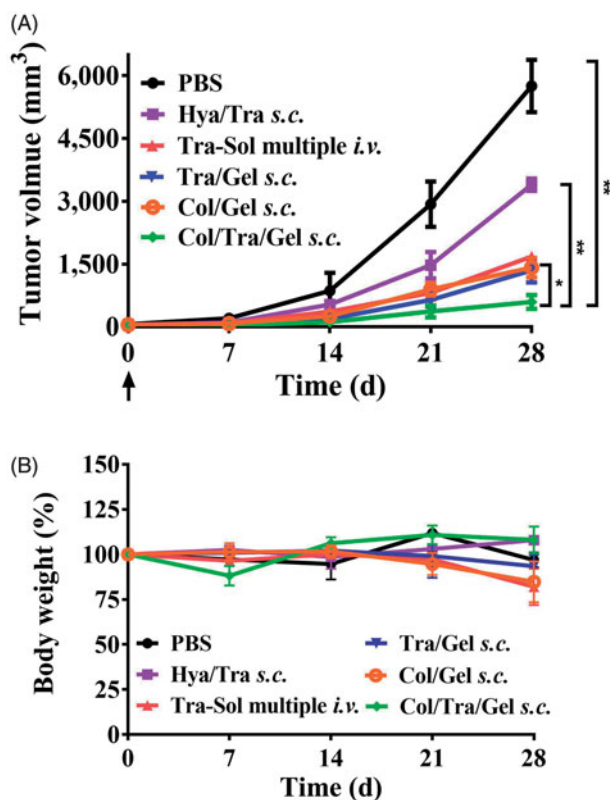 (A)
Tumor volmue (mm³)
6,000
4,500
3,000
1,500
0
PBS
Hya/Tra s.c.
Tra-Sol multiple i.v.
Tra/Gel s.c.
Col/Gel s.c.
Col/Tra/Gel s.c.
**
**
*
0 7 14 21 28
Time (d)
(B)
Body weight (%)
150
125
100
75
50
25
0
PBS Tra/Gel s.c.
Hya/Tra s.c. Col/Gel s.c.
Tra-Sol multiple i.v. Col/Tra/Gel s.c.
0 7 14 21 28
Time (d)